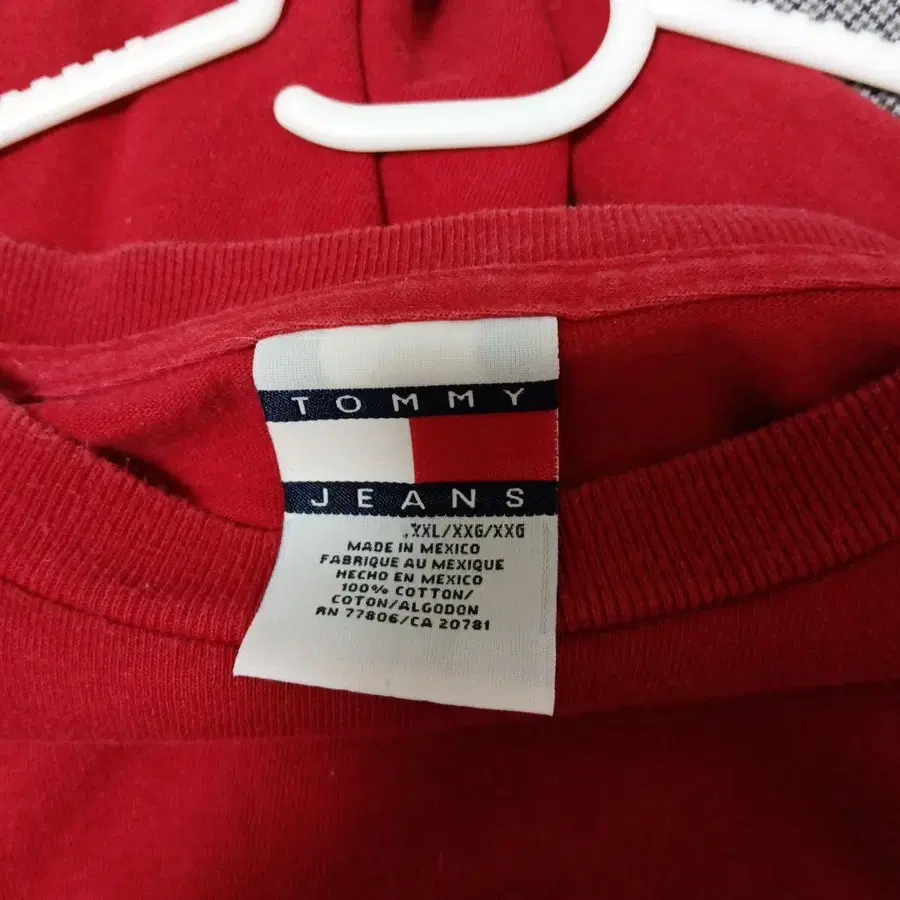 TOMMY
JEANS
XXL/XXG/XXG
MADE IN MEXICO
FABRIQUE AU MEXIQUE
HECHO EN MEXICO
100% COTTON/
COTON/ALGODON
RN 77806/CA 20781